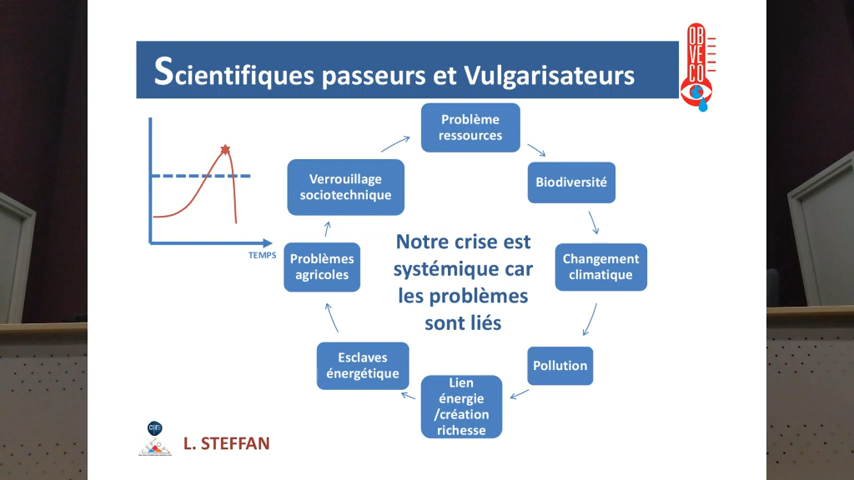 Scientifiques passeurs et Vulgarisateurs
OBVECO
TEMPS
Problème
ressources
Biodiversité
Changement
climatique
Pollution
Lien
énergie
/création
richesse
Esclaves
énergétique
Problèmes
agricoles
Verrouillage
sociotechnique
Notre crise est
systémique car
les problèmes
sont liés
L. STEFFAN